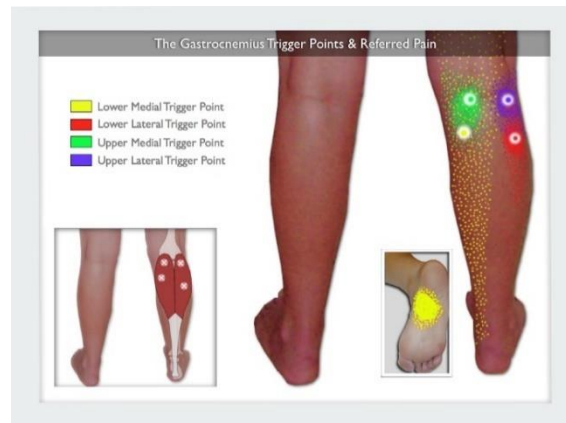 The Gastrocnemius Trigger Points & Referred Pain
Lower Medial Trigger Point
Lower Lateral Trigger Point
Upper Medial Trigger Point
Upper Lateral Trigger Point